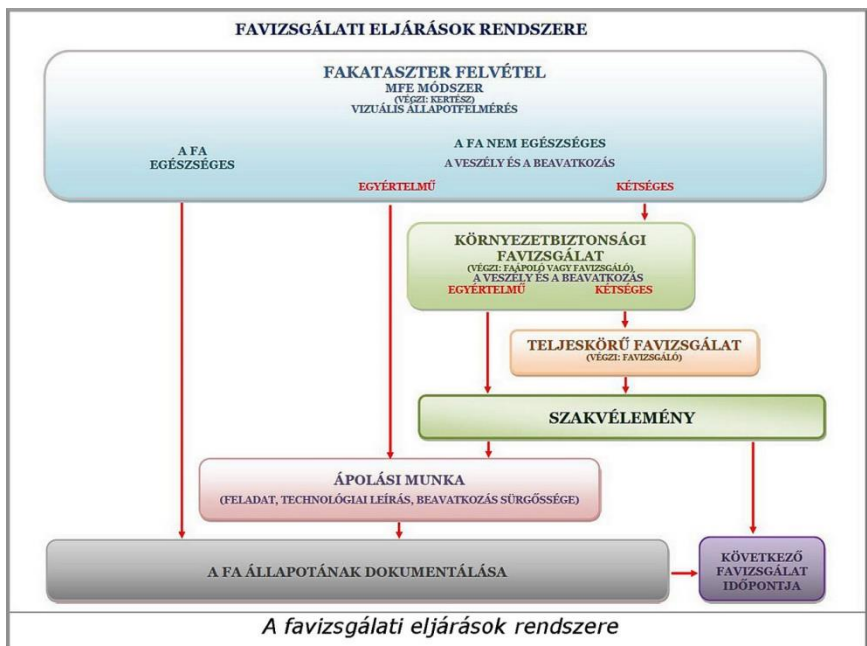 FAVIZSGÁLATI ELJÁRÁSOK RENDSZERE
FAKATASZTER FELVÉTEL
MFE MÓDSZER
(VÉGZI: KERTÉSZ)
VIZUÁLIS ÁLLAPOTFELMÉRÉS
A FA
EGÉSZSÉGES
A FA NEM EGÉSZSÉGES
A VESZÉLY ÉS A BEAVATKOZÁS
EGYÉRTELMŰ
KÉTSÉGES
KÖRNYEZETBIZTONSÁGI
FAVIZSGÁLAT
(VÉGZI: FAÁPOLÓ VAGY FAVIZSGÁLÓ)
A VESZÉLY ÉS A BEAVATKOZÁS
EGYÉRTELMŰ
KÉTSÉGES
TELJESKÖRŰ FAVIZSGÁLAT
(VÉGZI: FAVIZSGÁLÓ)
SZAKVÉLEMÉNY
ÁPOLÁSI MUNKA
(FELADAT, TECHNOLÓGIAI LEÍRÁS, BEAVATKOZÁS SÜRGŐSSÉGE)
A FA ÁLLAPOTÁNAK DOKUMENTÁLÁSA
KÖVETKEZŐ
FAVIZSGÁLAT
IDŐPONTJA
A favizsgálati eljárások rendszere